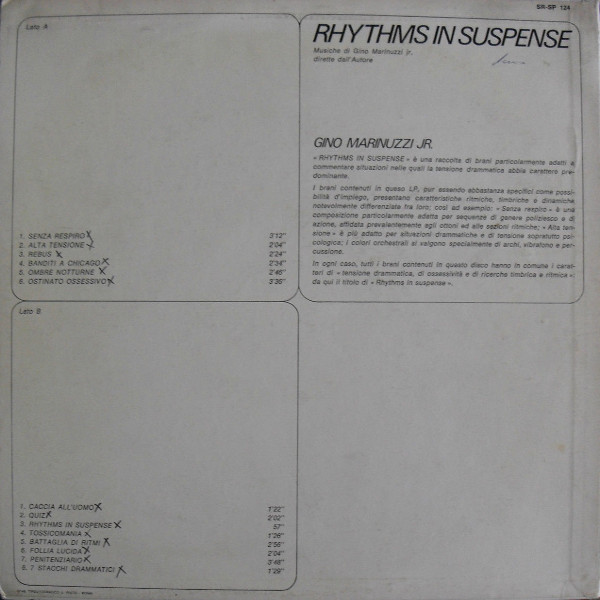 SR-SP 124
Lato A
RHYTHMS IN SUSPENSE
Musiche di Gino Marinuzzi jr.
dirette dall'Autore
GINO MARINUZZI JR.
« RHYTHMS IN SUSPENSE » è una raccolta di brani particolarmente adatti a
commentare situazioni nelle quali la tensione drammatica abbia carattere pre-
dominante.
I brani contenuti in queso LP, pur essendo abbastanza specifici come possi-
bilità d'impiego, presentano caratteristiche ritmiche, timbriche e dinamiche
notevolmente differenziate fra loro; così ad esempio: « Senza respiro » è una
composizione particolarmente adatta per sequenze di genere poliziesco e di
azione, affidata prevalentemente agli ottoni ed alle sezioni ritmiche; « Alta ten-
sione » è più adatto per situazioni drammatiche e di tensione sopratutto psi-
cologica; i colori orchestrali si valgono specialmente di archi, vibrafono e per-
cussione.
In ogni caso, tutti i brani contenuti in questo disco hanno in comune i carat-
teri di « tensione drammatica, di ossessività e di ricerche timbrica e ritmica »
da qui il titolo di « Rhythms in suspense ».
1. SENZA RESPIRO 3'12"
2. ALTA TENSIONE 2'04"
3. REBUS 2'24"
4. BANDITI A CHICAGO 2'34"
5. OMBRE NOTTURNE 2'46"
6. OSTINATO OSSESSIVO 3'36"
Lato B
1. CACCIA ALL'UOMO 1'22"
2. QUIZ 2'02"
3. RHYTHMS IN SUSPENSE 57"
4. TOSSICOMANIA 1'28"
5. BATTAGLIA DI RITMI 2'56"
6. FOLLIA LUCIDA 2'04"
7. PENITENZIARIO 3'48"
8. 7 STACCHI DRAMMATICI 1'29"